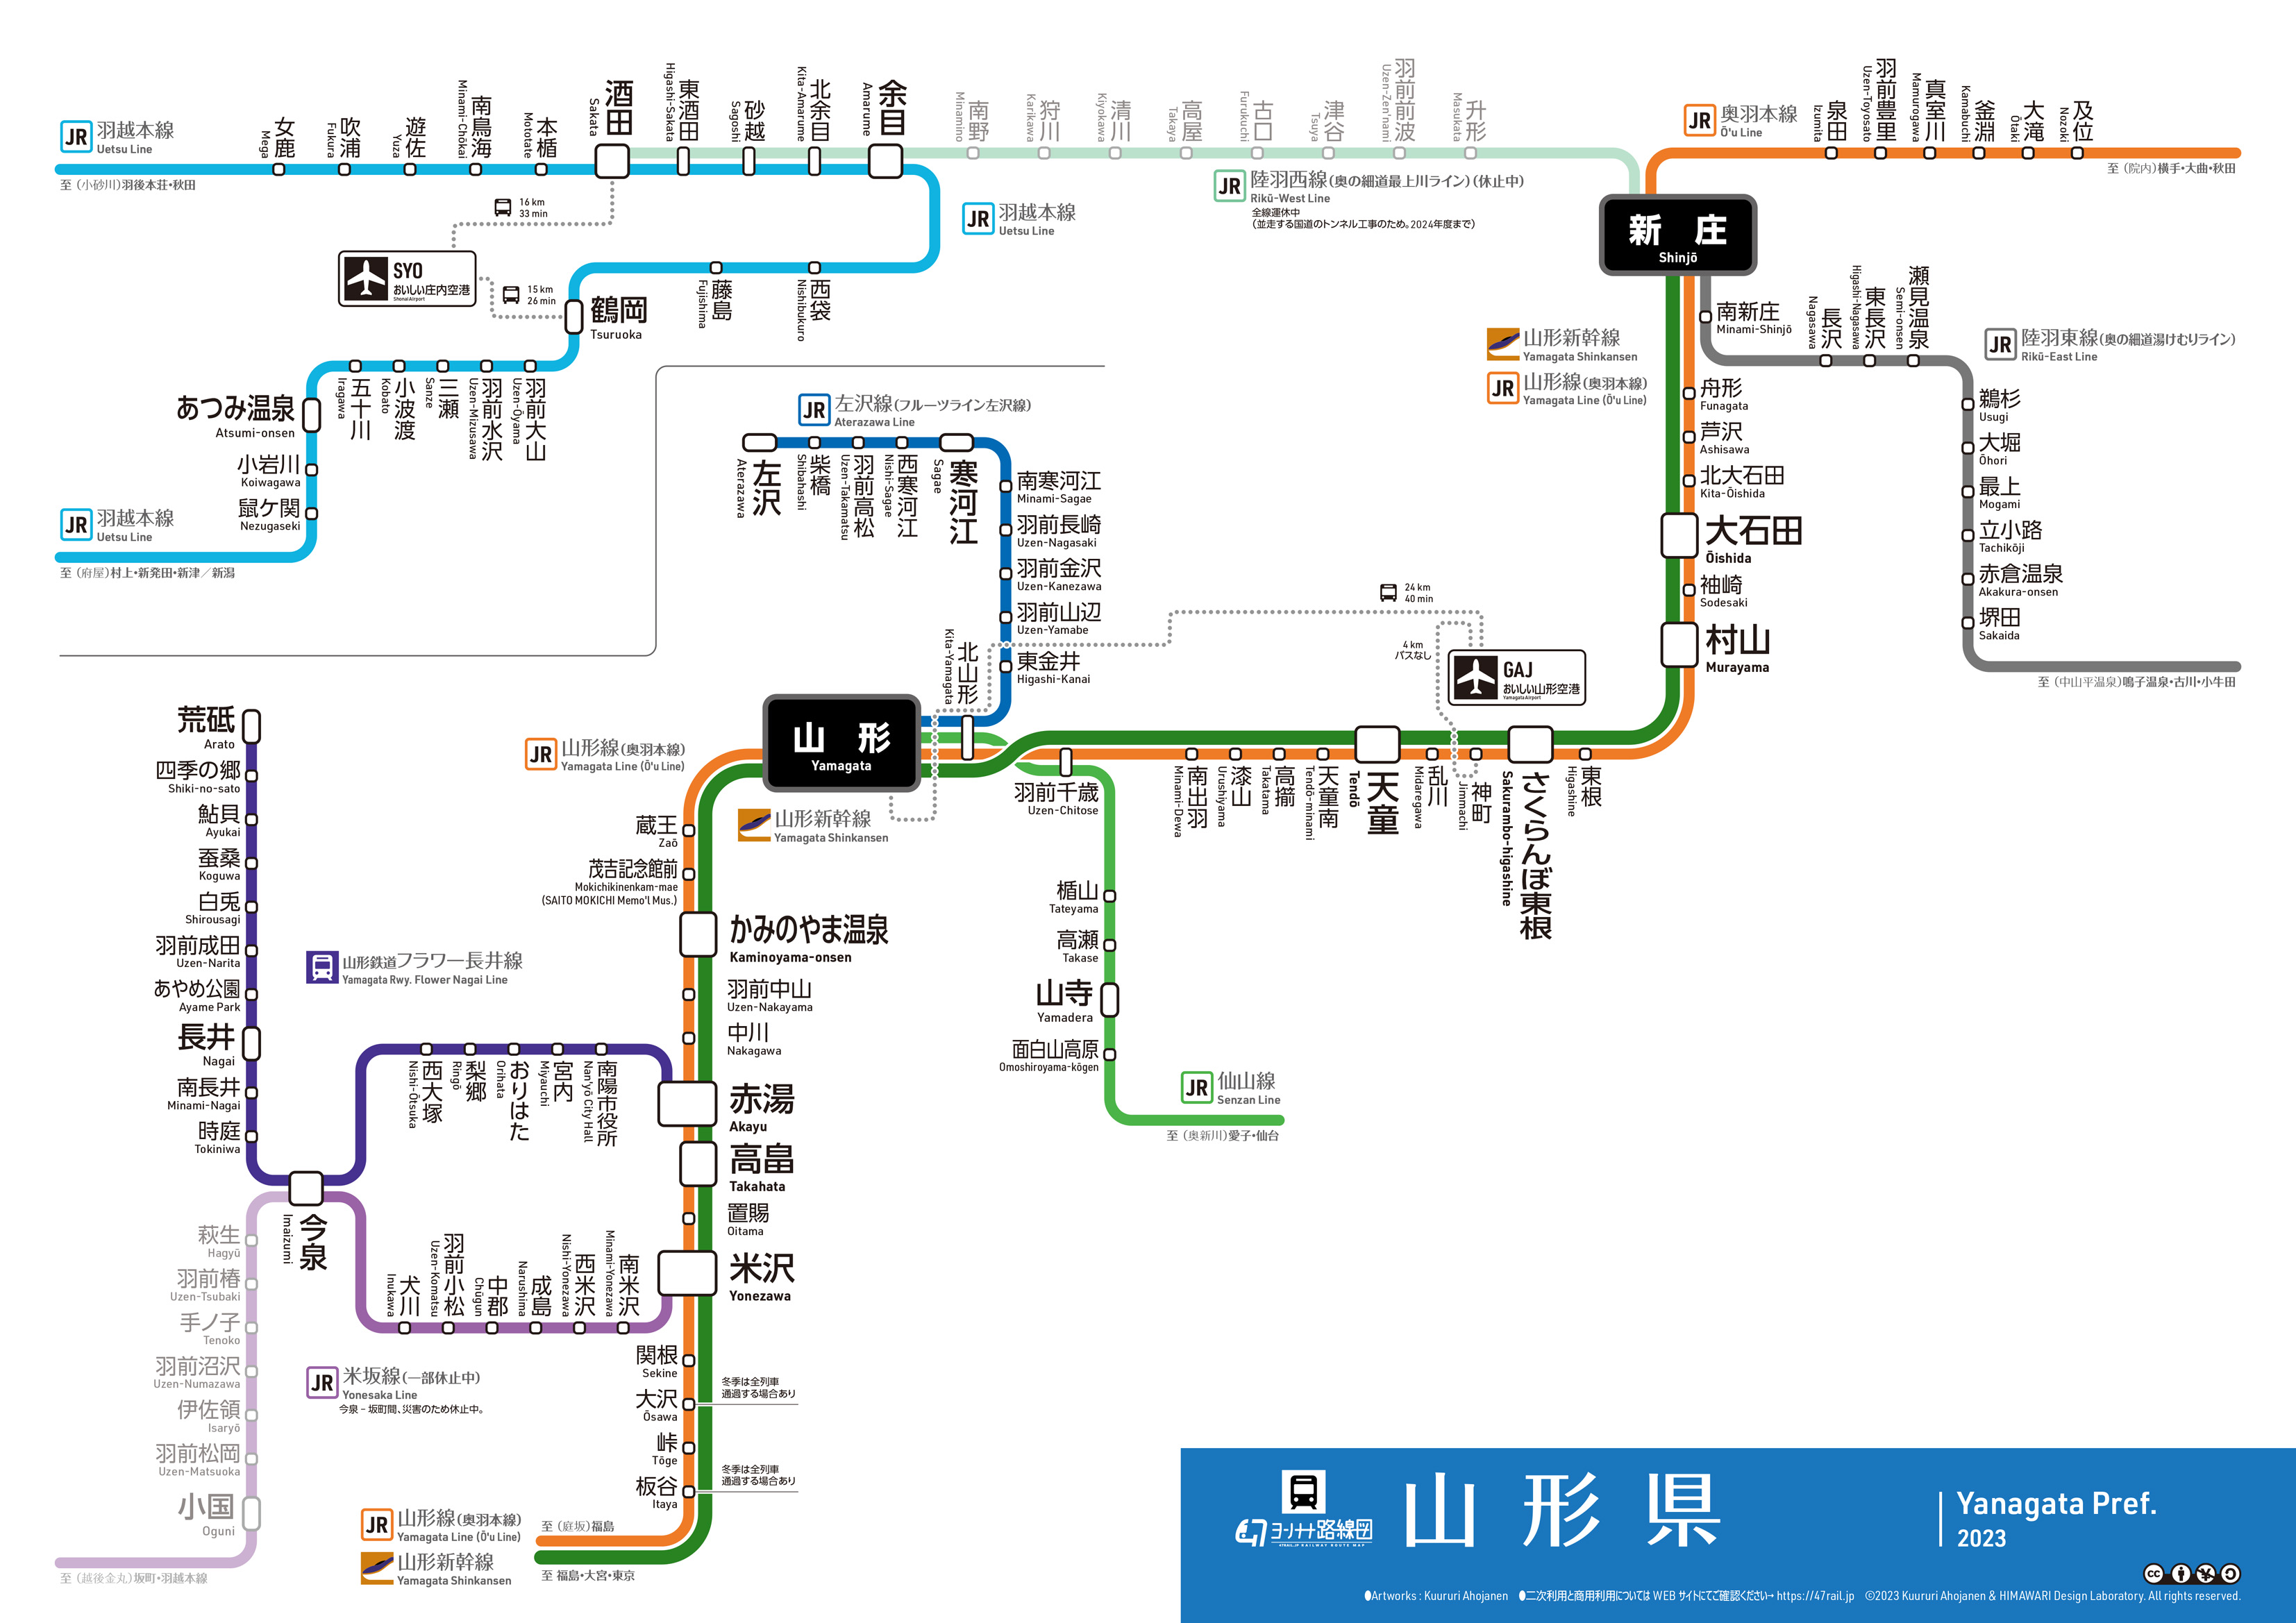 JR 羽越本線
Uetsu Line
至（小砂川）羽後本荘・秋田
女鹿
Mega
吹浦
Fukura
遊佐
Yuza
南鳥海
Minami-Chōkai
本楯
Mototate
酒田
Sakata
東酒田
Higashi-Sakata
砂越
Sagoshi
北余目
Kita-Amarume
余目
Amarume
南野
Minamino
狩川
Karikawa
清川
Kiyokawa
高屋
Takaya
古口
Furukuchi
津谷
Tsuya
羽前前波
Uzen-Zen'nami
升形
Masukata
JR 陸羽西線(奥の細道最上川ライン)(休止中)
Rikū-West Line
全線運休中
（並走する国道のトンネル工事のため。2024年度まで）
JR 奥羽本線
Ō'u Line
泉田
Izumita
羽前豊里
Uzen-Toyosato
真室川
Mamurogawa
釜淵
Kamabuchi
大滝
Ōtaki
及位
Nozoki
至（院内）横手・大曲・秋田
16 km
33 min
SYO
おいしい庄内空港
Shonai Airport
15 km
26 min
JR 羽越本線
Uetsu Line
鶴岡
Tsuruoka
藤島
Fujishima
西袋
Nishibukuro
五十川
Iragawa
小波渡
Kobato
三瀬
Sanze
羽前水沢
Uzen-Mizusawa
羽前大山
Uzen-Ōyama
あつみ温泉
Atsumi-onsen
小岩川
Koiwagawa
鼠ケ関
Nezugaseki
JR 羽越本線
Uetsu Line
至（府屋）村上・新発田・新津／新潟
新庄
Shinjō
南新庄
Minami-Shinjō
長沢
Nagasawa
東長沢
Higashi-Nagasawa
瀬見温泉
Semi-onsen
JR 陸羽東線(奥の細道湯けむりライン)
Rikū-East Line
鵜杉
Usugi
大堀
Ōhori
最上
Mogami
立小路
Tachikōji
赤倉温泉
Akakura-onsen
堺田
Sakaida
至（中山平温泉）鳴子温泉・古川・小牛田
山形新幹線
Yamagata Shinkansen
JR 山形線(奥羽本線)
Yamagata Line (Ō'u Line)
舟形
Funagata
芦沢
Ashisawa
北大石田
Kita-Ōishida
大石田
Ōishida
袖崎
Sodesaki
村山
Murayama
JR 左沢線(フルーツライン左沢線)
Aterazawa Line
左沢
Aterazawa
柴橋
Shibahashi
羽前高松
Uzen-Takamatsu
西寒河江
Nishi-Sagae
寒河江
Sagae
南寒河江
Minami-Sagae
羽前長崎
Uzen-Nagasaki
羽前金沢
Uzen-Kanezawa
羽前山辺
Uzen-Yamabe
東金井
Higashi-Kanai
北山形
Kita-Yamagata
24 km
40 min
4 km
バスなし
GAJ
おいしい山形空港
Yamagata Airport
山形
Yamagata
羽前千歳
Uzen-Chitose
南出羽
Minami-Dewa
漆山
Urushiyama
高擶
Takatama
天童南
Tendō-minami
天童
Tendō
乱川
Midaregawa
神町
Jimmachi
さくらんぼ東根
Sakurambo-higashine
東根
Higashine
楯山
Tateyama
高瀬
Takase
山寺
Yamadera
面白山高原
Omoshiroyama-kōgen
JR 仙山線
Senzan Line
至（奥新川）愛子・仙台
JR 山形線(奥羽本線)
Yamagata Line (Ō'u Line)
山形新幹線
Yamagata Shinkansen
蔵王
Zaō
茂吉記念館前
Mokichikinenkam-mae
(SAITO MOKICHI Memo'l Mus.)
かみのやま温泉
Kaminoyama-onsen
羽前中山
Uzen-Nakayama
中川
Nakagawa
赤湯
Akayu
高畠
Takahata
置賜
Oitama
米沢
Yonezawa
関根
Sekine
大沢
Ōsawa
冬季は全列車
通過する場合あり
峠
Tōge
板谷
Itaya
冬季は全列車
通過する場合あり
JR 山形線(奥羽本線)
Yamagata Line (Ō'u Line)
山形新幹線
Yamagata Shinkansen
至（庭坂）福島
至 福島・大宮・東京
荒砥
Arato
四季の郷
Shiki-no-sato
鮎貝
Ayukai
蚕桑
Koguwa
白兎
Shirousagi
羽前成田
Uzen-Narita
あやめ公園
Ayame Park
長井
Nagai
南長井
Minami-Nagai
時庭
Tokiniwa
山形鉄道フラワー長井線
Yamagata Rwy. Flower Nagai Line
西大塚
Nishi-Ōtsuka
梨郷
Ringō
おりはた
Orihata
宮内
Miyauchi
南陽市役所
Nan'yō City Hall
今泉
Imaizumi
犬川
Inukawa
羽前小松
Uzen-Komatsu
中郡
Chūgun
成島
Narushima
西米沢
Nishi-Yonezawa
南米沢
Minami-Yonezawa
JR 米坂線(一部休止中)
Yonesaka Line
今泉 − 坂町間、災害のため休止中。
萩生
Hagyū
羽前椿
Uzen-Tsubaki
手ノ子
Tenoko
羽前沼沢
Uzen-Numazawa
伊佐領
Isaryō
羽前松岡
Uzen-Matsuoka
小国
Oguni
至（越後金丸）坂町・羽越本線
47 ヨンナナ路線図
47RAIL.JP RAILWAY ROUTE MAP
山形県
Yanagata Pref.
2023
cc
●Artworks : Kuururi Ahojanen ●二次利用と商用利用については WEB サイトにてご確認ください→ https://47rail.jp ©2023 Kuururi Ahojanen & HIMAWARI Design Laboratory. All rights reserved.